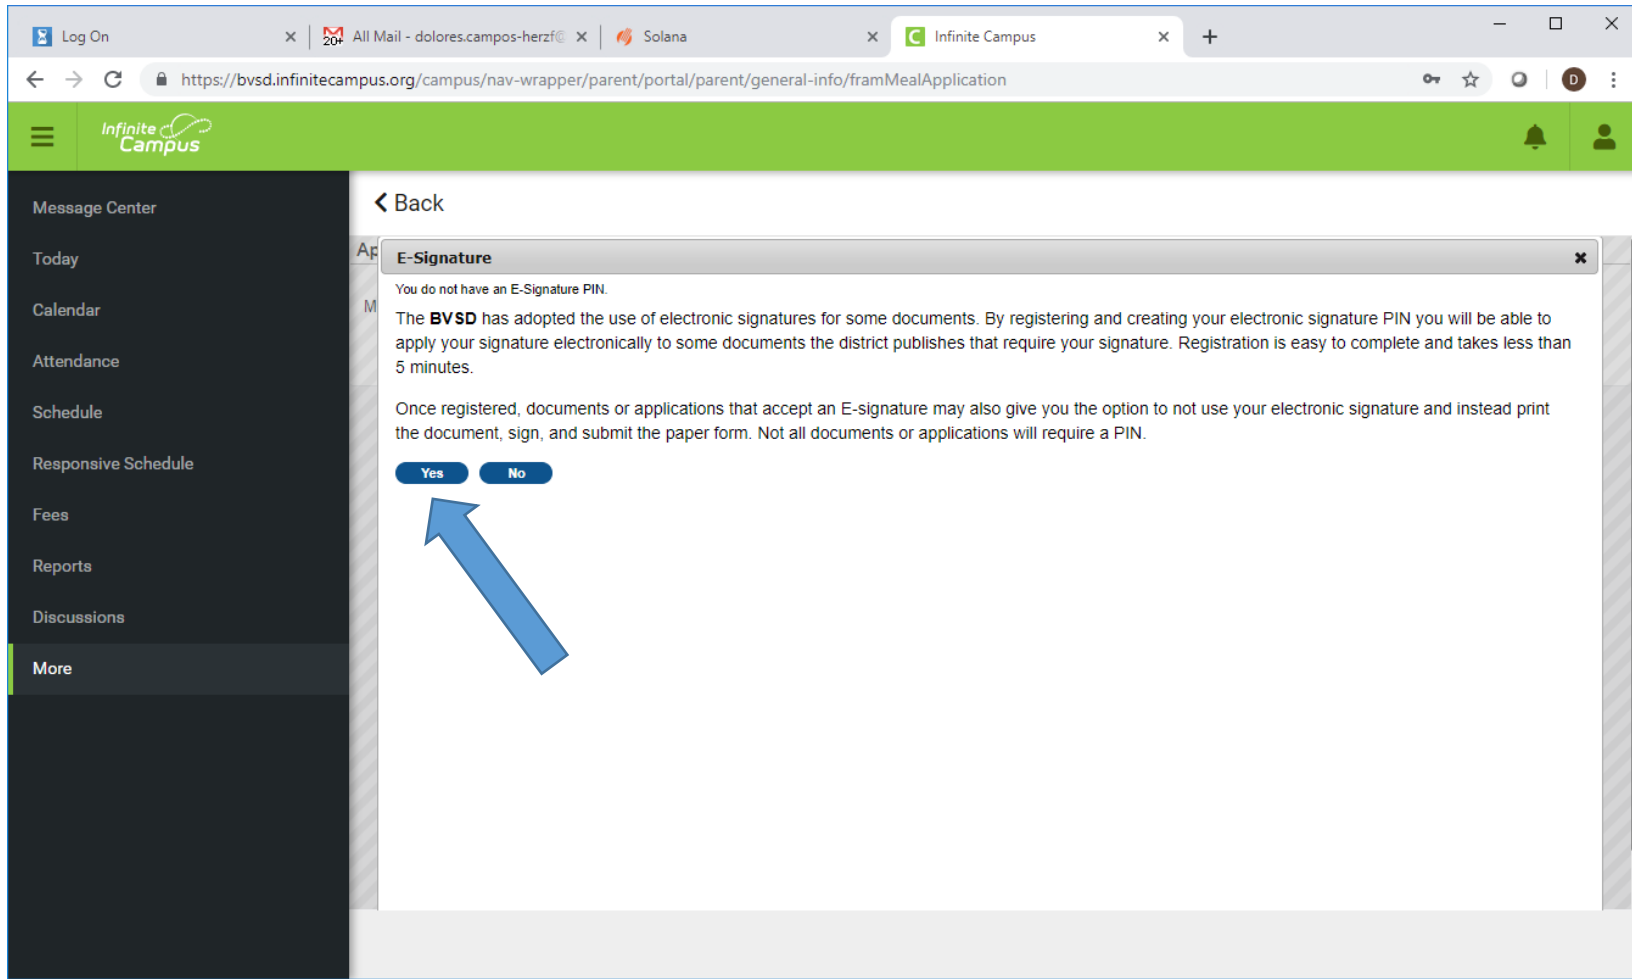 Log On
20+ All Mail - dolores.campos-herzf@
Solana
Infinite Campus
https://bvsd.infinitecampus.org/campus/nav-wrapper/parent/portal/parent/general-info/framMealApplication
D
Infinite
Campus
Message Center
Today
Calendar
Attendance
Schedule
Responsive Schedule
Fees
Reports
Discussions
More
Back
Ap
M
E-Signature
You do not have an E-Signature PIN.
The BVSD has adopted the use of electronic signatures for some documents. By registering and creating your electronic signature PIN you will be able to
apply your signature electronically to some documents the district publishes that require your signature. Registration is easy to complete and takes less than
5 minutes.
Once registered, documents or applications that accept an E-signature may also give you the option to not use your electronic signature and instead print
the document, sign, and submit the paper form. Not all documents or applications will require a PIN.
Yes
No